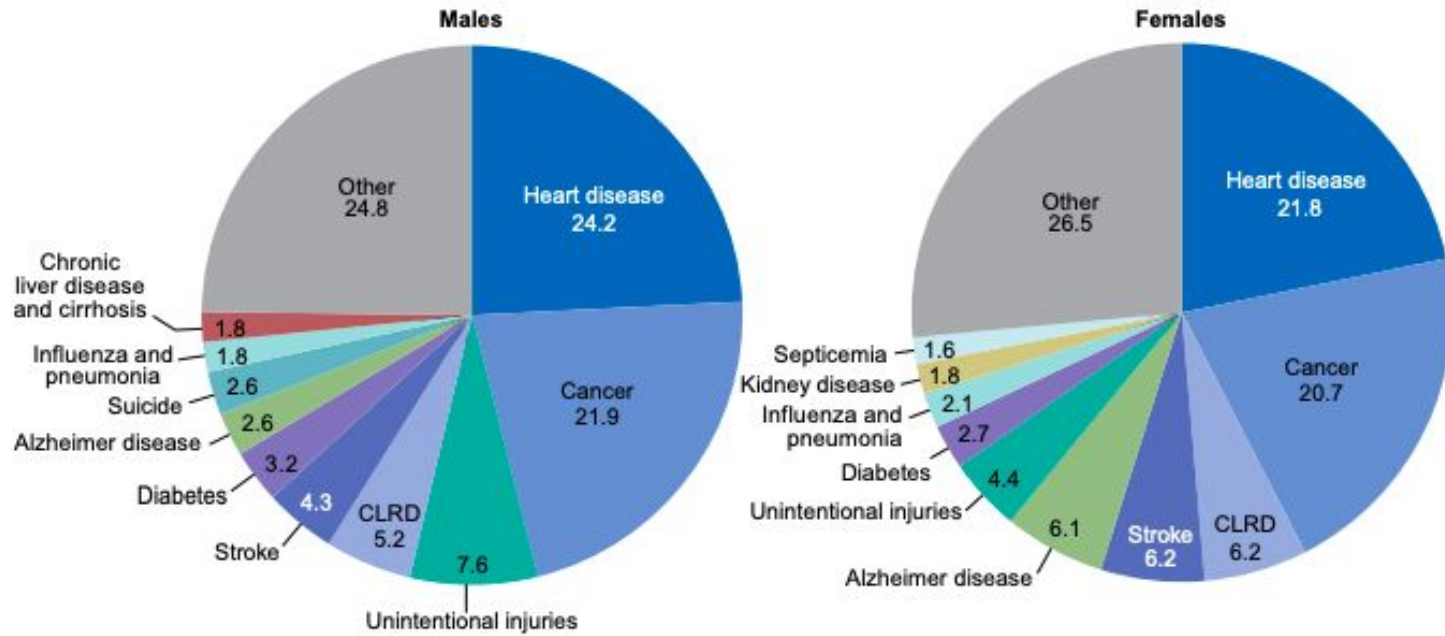 Males
Other
24.8
Heart disease
24.2
Chronic
liver disease
and cirrhosis
1.8
Influenza and
pneumonia
1.8
Suicide
2.6
Alzheimer disease
2.6
Diabetes
3.2
Stroke
4.3
CLRD
5.2
7.6
Unintentional injuries
Cancer
21.9
Females
Other
26.5
Heart disease
21.8
Septicemia
1.6
Kidney disease
1.8
Influenza and
pneumonia
2.1
Diabetes
2.7
Unintentional injuries
4.4
Alzheimer disease
6.1
Stroke
6.2
CLRD
6.2
Cancer
20.7